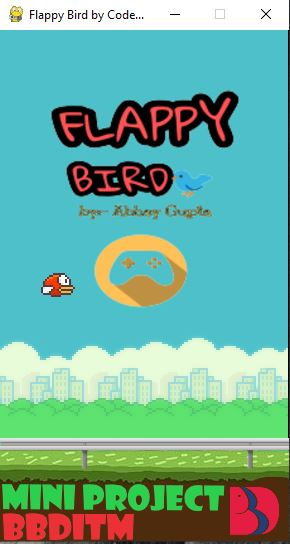 Flappy Bird by Code...
FLAPPY
BIRD
by:- Abhay Gupta
MINI PROJECT
BBDITM